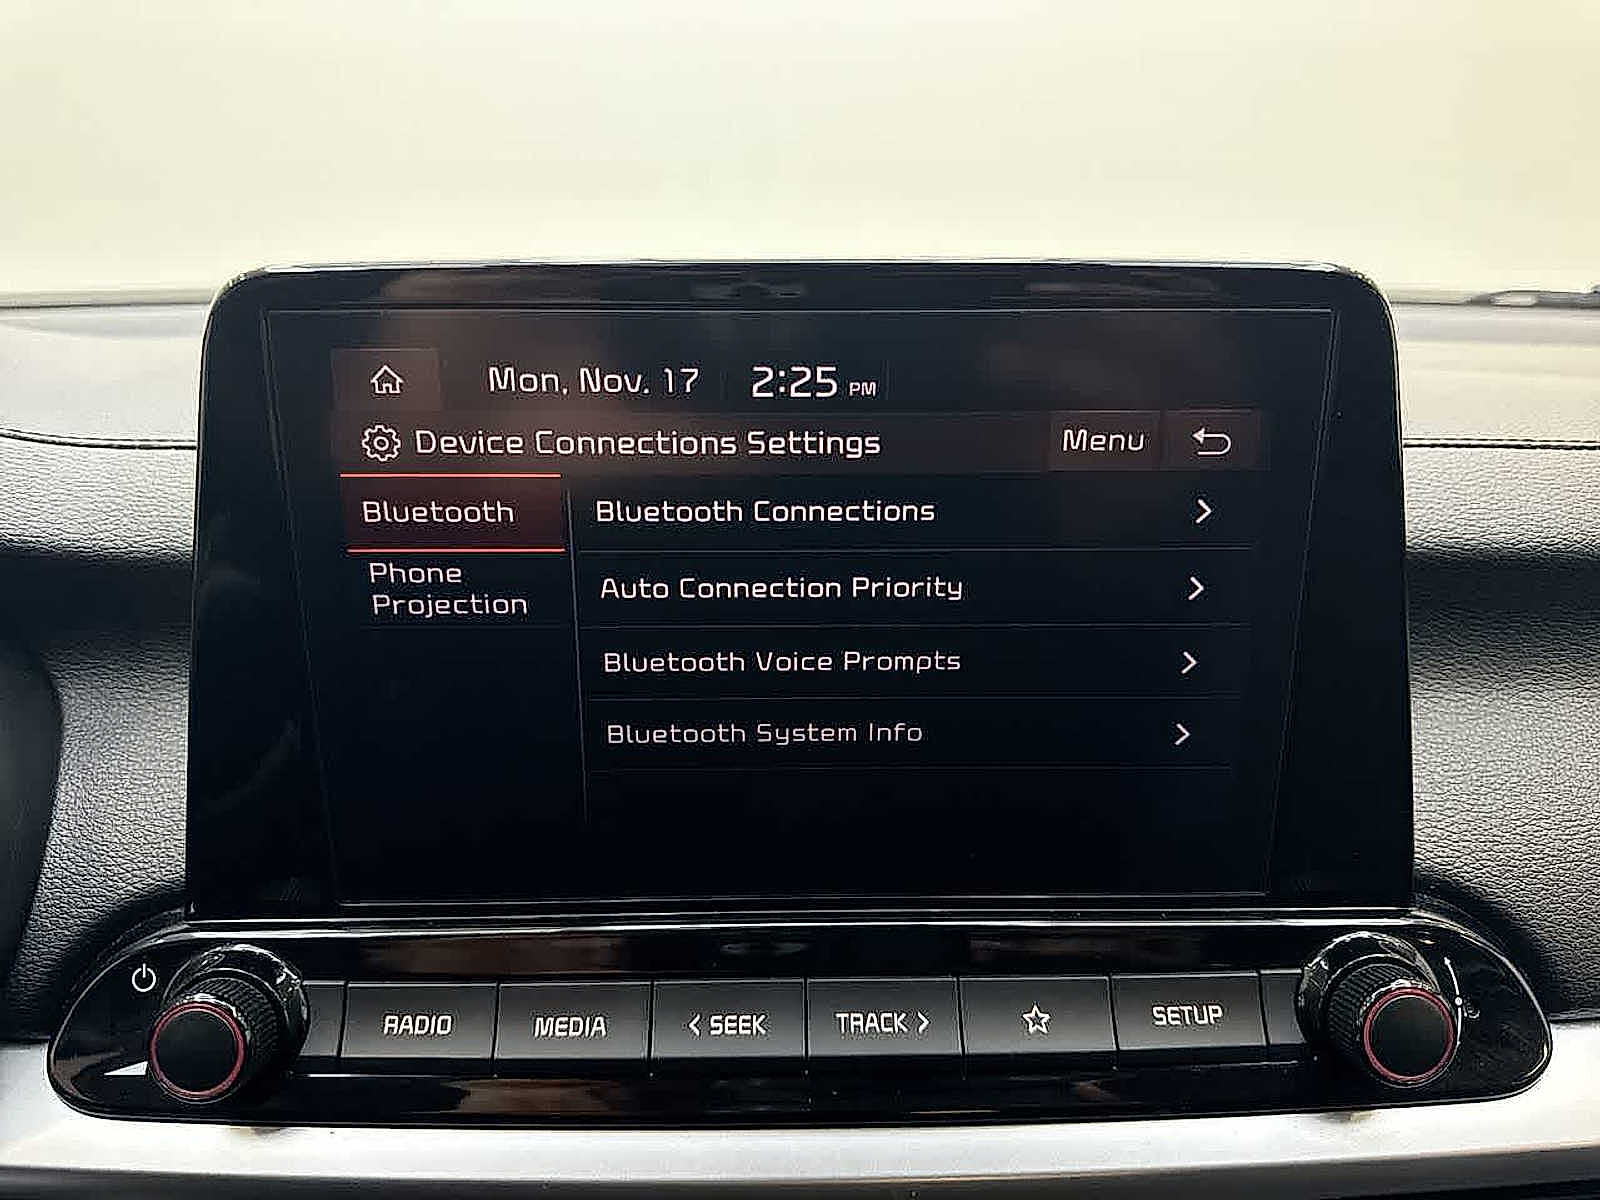 Mon, Nov. 17 2:25 PM
Device Connections Settings Menu
Bluetooth
Phone
Projection
Bluetooth Connections
Auto Connection Priority
Bluetooth Voice Prompts
Bluetooth System Info
RADIO MEDIA < SEEK TRACK > SETUP